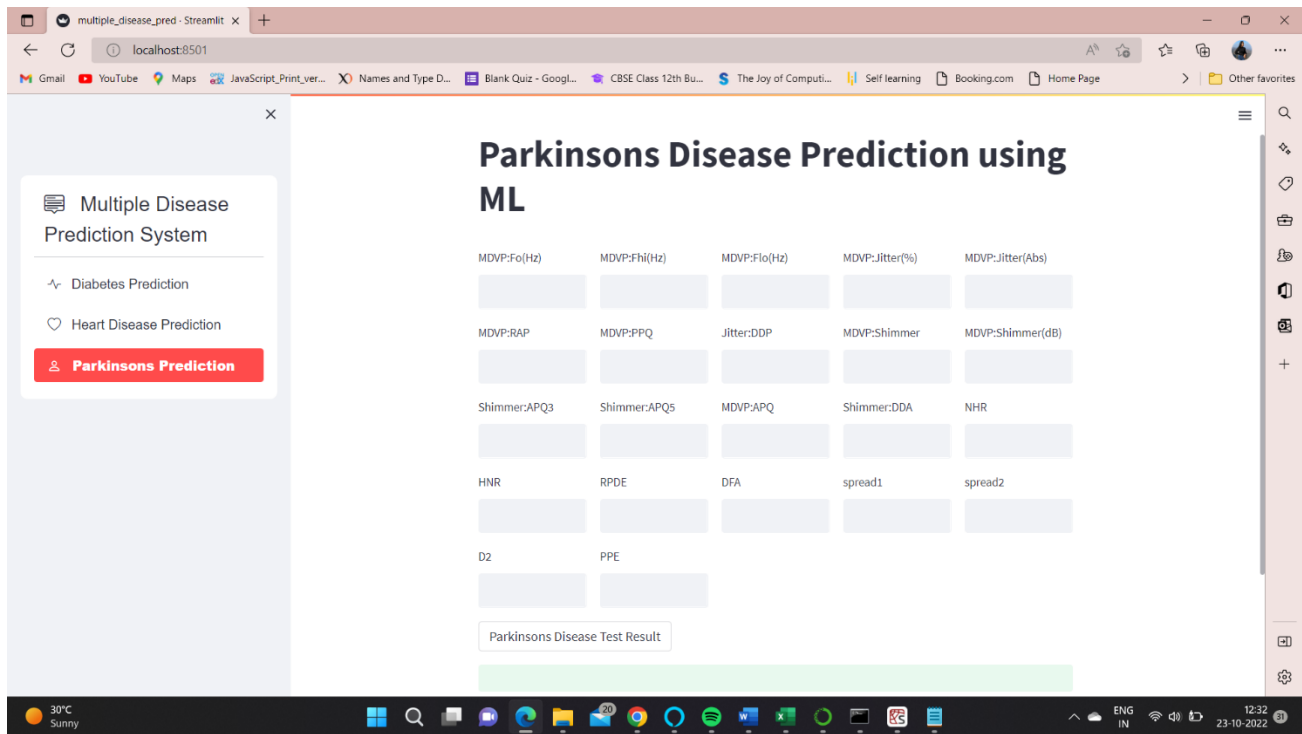 multiple_disease_pred · Streamlit
localhost:8501
Gmail YouTube Maps JavaScript_Print_ver... Names and Type D... Blank Quiz - Googl... CBSE Class 12th Bu... The Joy of Computi... Self learning Booking.com Home Page Other favorites
Multiple Disease
Prediction System
Diabetes Prediction
Heart Disease Prediction
Parkinsons Prediction
Parkinsons Disease Prediction using
ML
MDVP:Fo(Hz) MDVP:Fhi(Hz) MDVP:Flo(Hz) MDVP:Jitter(%) MDVP:Jitter(Abs)
MDVP:RAP MDVP:PPQ Jitter:DDP MDVP:Shimmer MDVP:Shimmer(dB)
Shimmer:APQ3 Shimmer:APQ5 MDVP:APQ Shimmer:DDA NHR
HNR RPDE DFA spread1 spread2
D2 PPE
Parkinsons Disease Test Result
30°C
Sunny
20
ENG
IN
12:32
23-10-2022
31